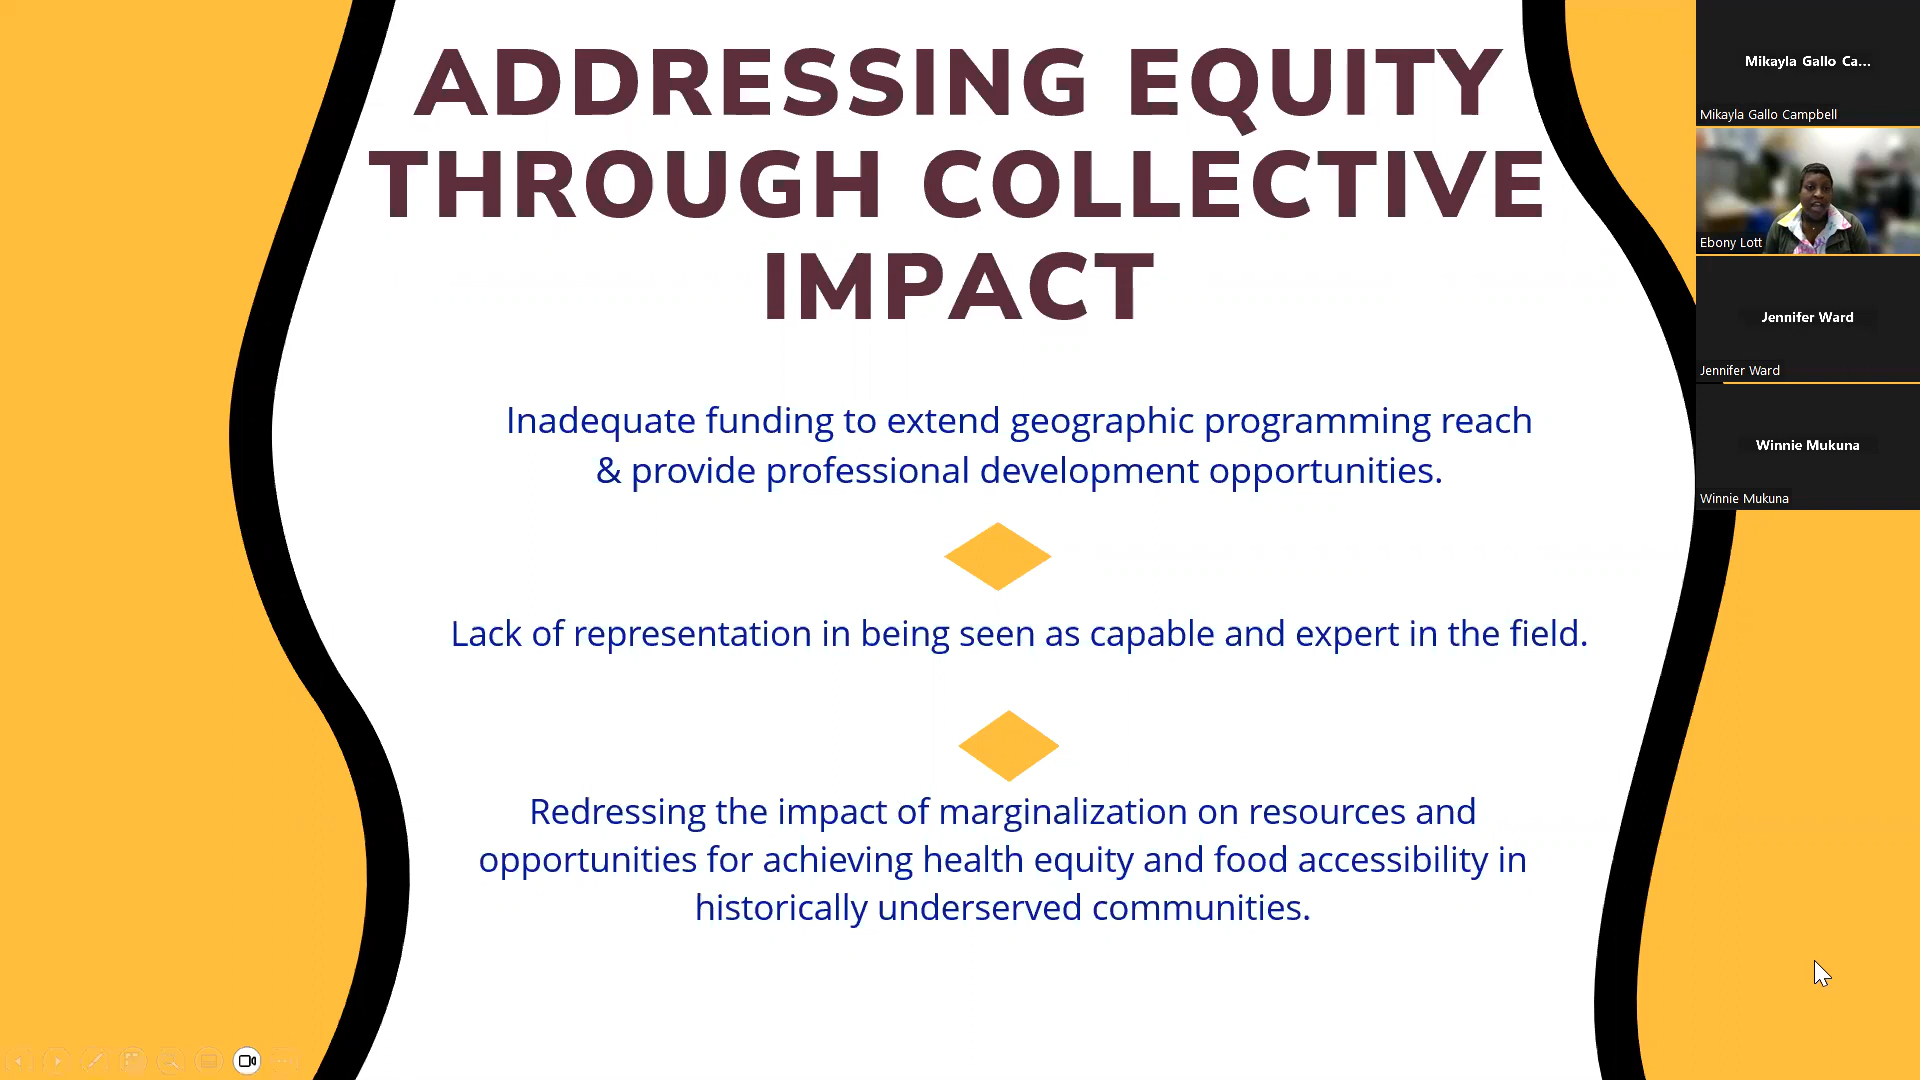 ADDRESSING EQUITY
THROUGH COLLECTIVE
IMPACT
Inadequate funding to extend geographic programming reach
& provide professional development opportunities.
Lack of representation in being seen as capable and expert in the field.
Redressing the impact of marginalization on resources and
opportunities for achieving health equity and food accessibility in
historically underserved communities.
Mikayla Gallo Ca...
Mikayla Gallo Campbell
Ebony Lott
Jennifer Ward
Jennifer Ward
Winnie Mukuna
Winnie Mukuna